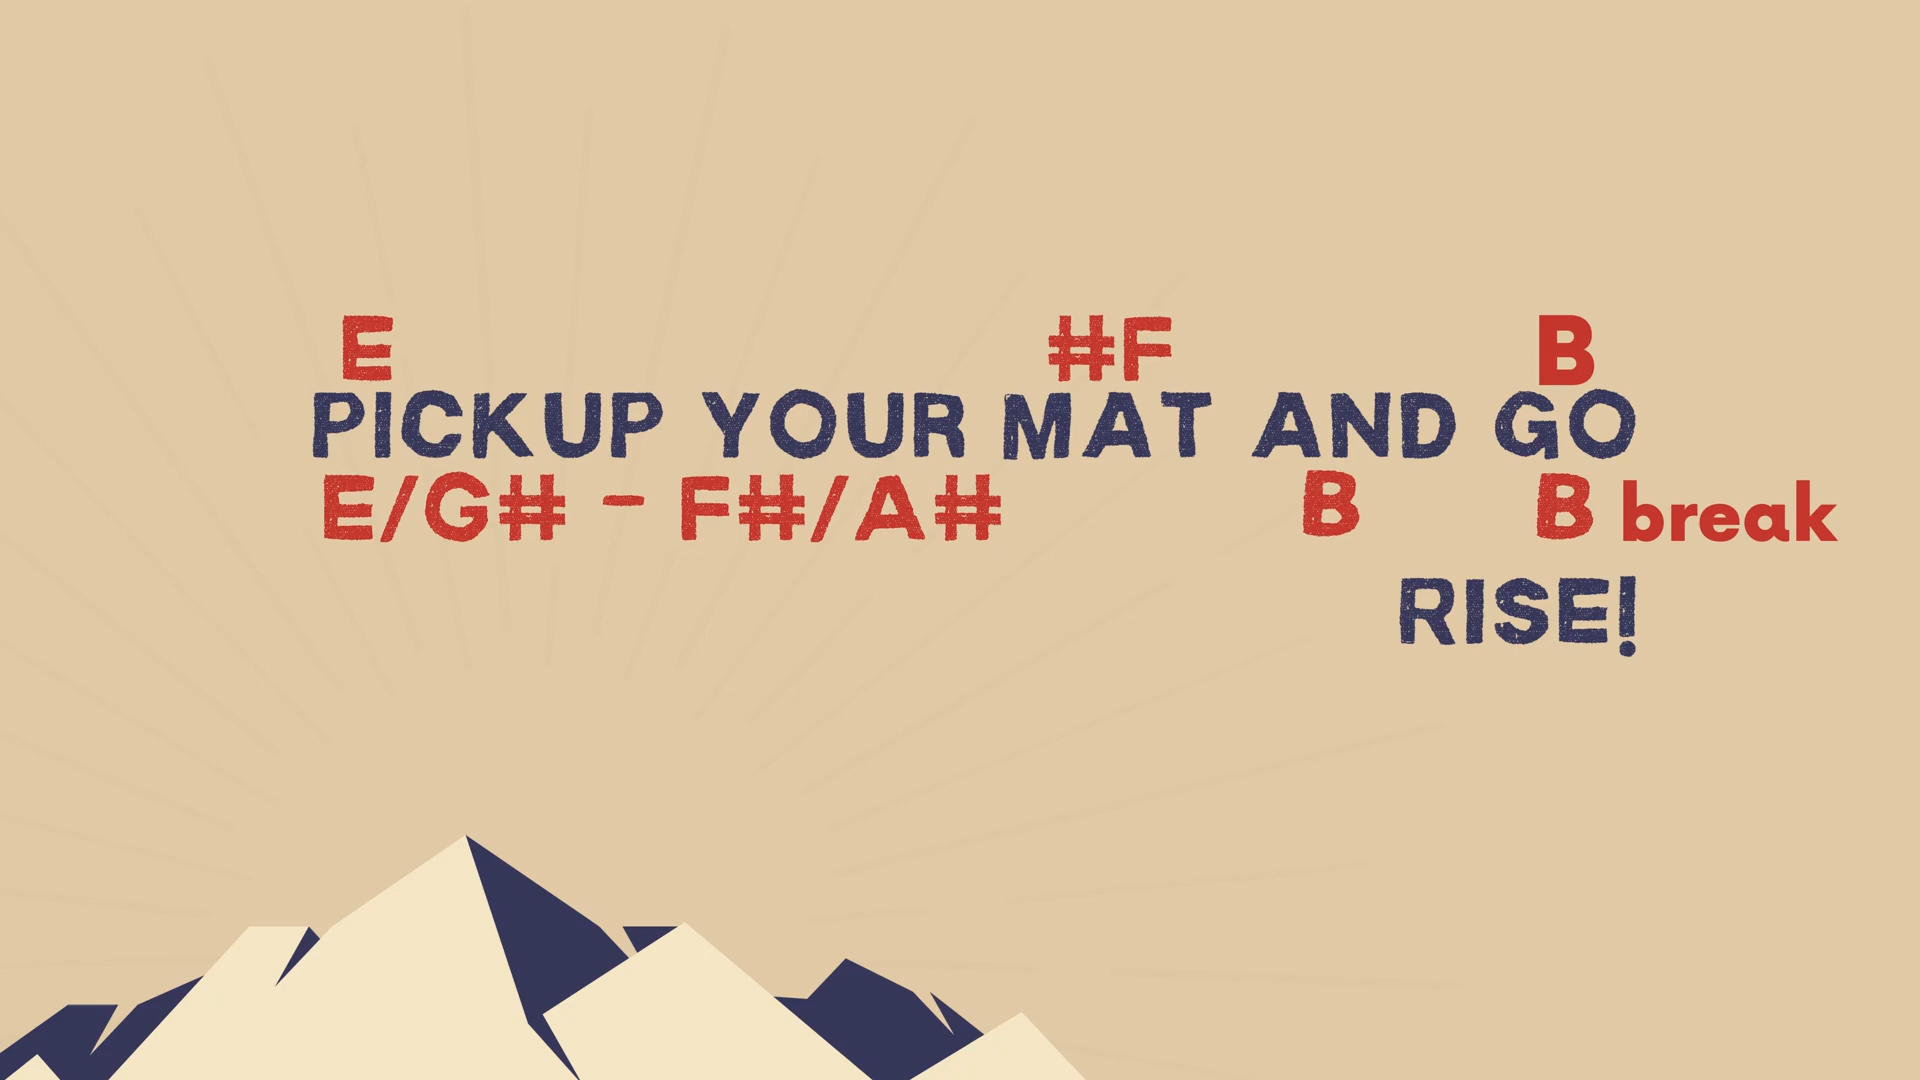 E #F B
PICKUP YOUR MAT AND GO
E/G# - F#/A# B B break
RISE!